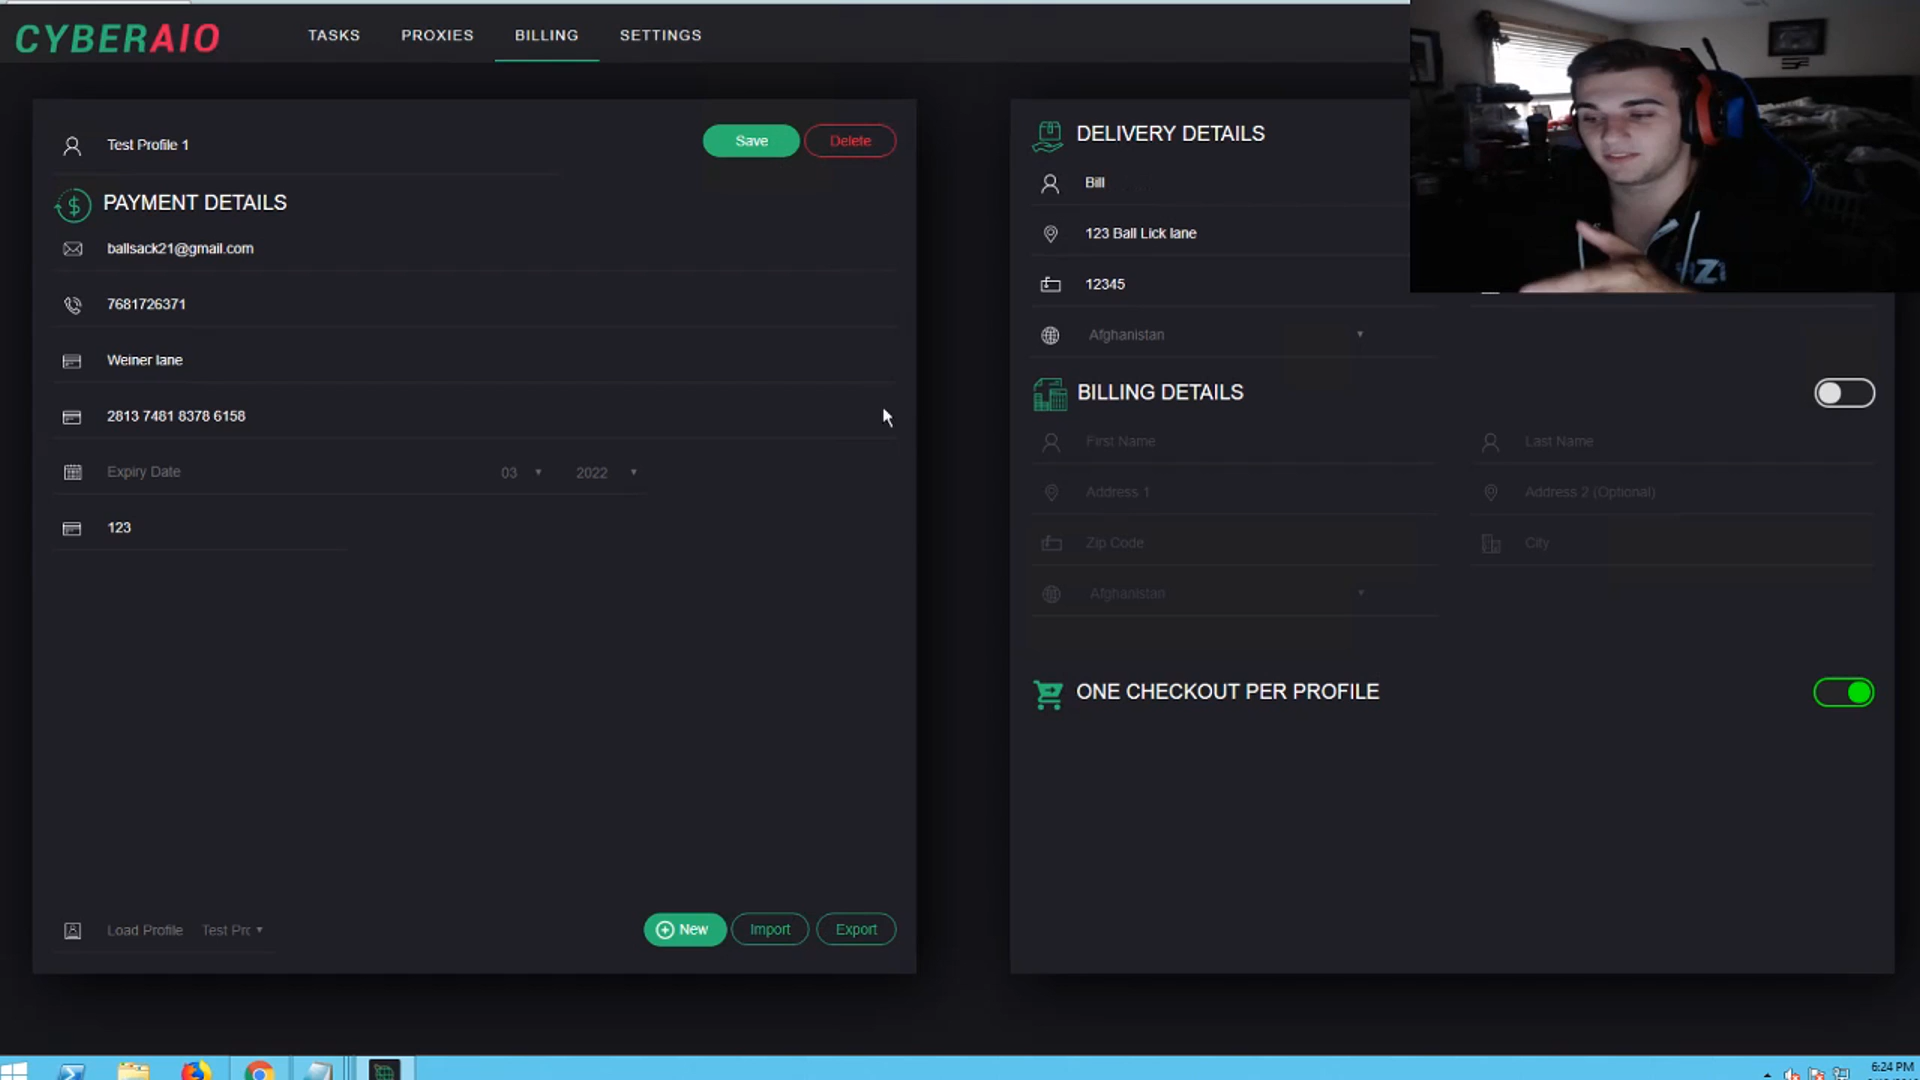 CYBERAIO
TASKS
PROXIES
BILLING
SETTINGS
Test Profile 1
Save
Delete
PAYMENT DETAILS
ballsack21@gmail.com
7681726371
Weiner lane
2813 7481 8378 6158
Expiry Date
03
2022
123
Load Profile
Test Prc
New
Import
Export
DELIVERY DETAILS
Bill
123 Ball Lick lane
12345
Afghanistan
BILLING DETAILS
First Name
Last Name
Address 1
Address 2 (Optional)
Zip Code
City
Afghanistan
ONE CHECKOUT PER PROFILE
6:24 PM